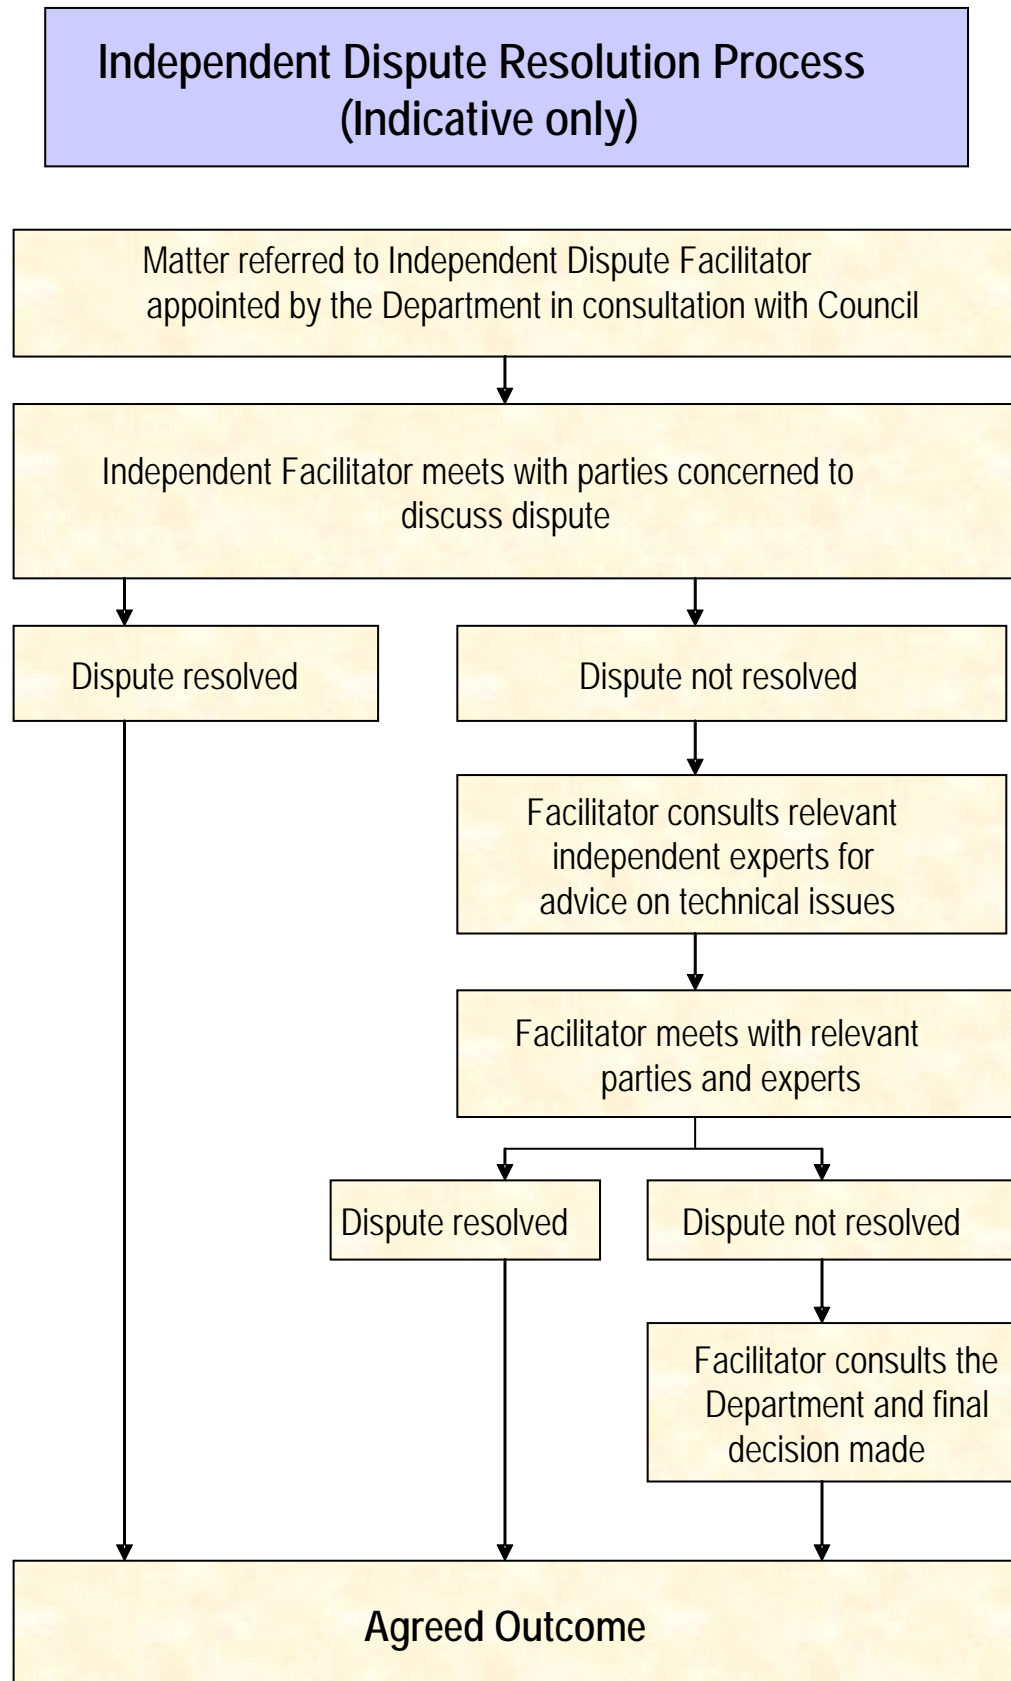 Independent Dispute Resolution Process
(Indicative only)
Matter referred to Independent Dispute Facilitator
appointed by the Department in consultation with Council
Independent Facilitator meets with parties concerned to
discuss dispute
Dispute resolved
Dispute not resolved
Facilitator consults relevant
independent experts for
advice on technical issues
Facilitator meets with relevant
parties and experts
Dispute resolved
Dispute not resolved
Facilitator consults the
Department and final
decision made
Agreed Outcome